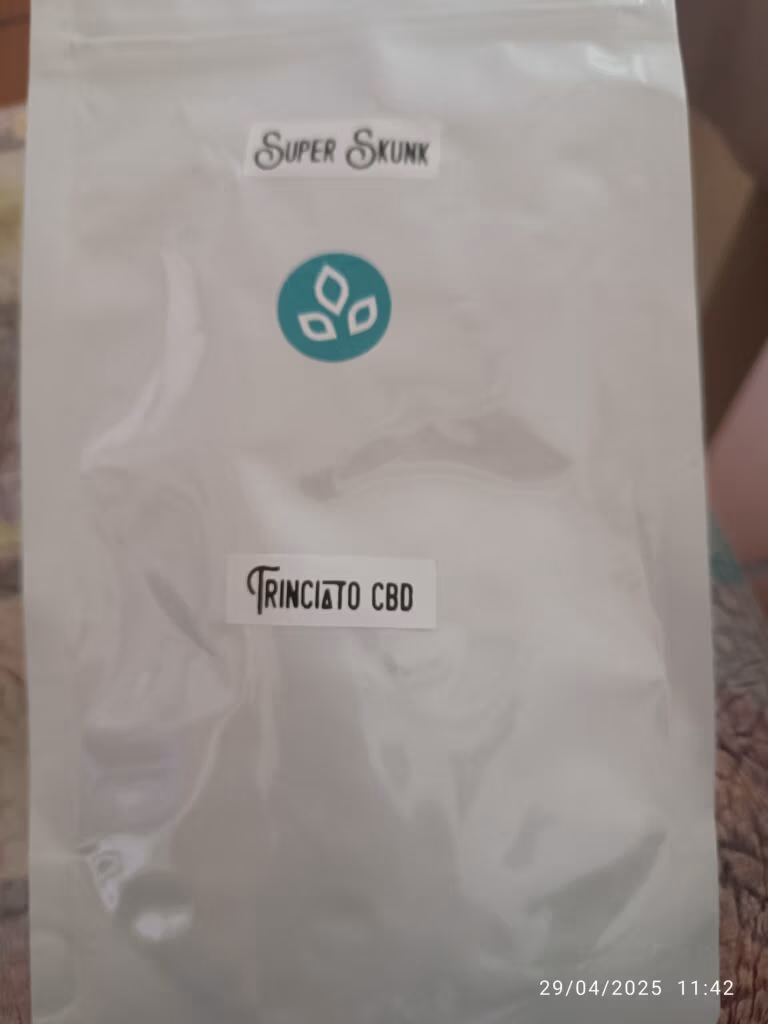 Super Skunk
Trinciato CBD
29/04/2025 11:42